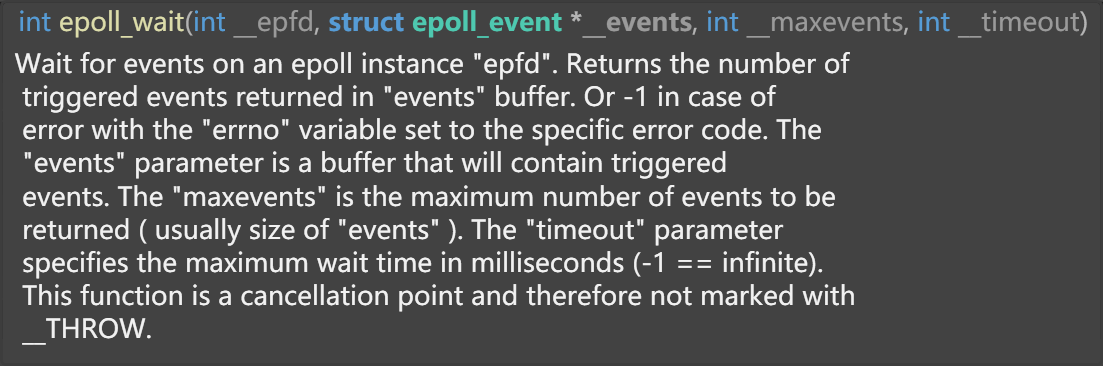 int epoll_wait(int __epfd, struct epoll_event *__events, int __maxevents, int __timeout)
Wait for events on an epoll instance "epfd". Returns the number of
triggered events returned in "events" buffer. Or -1 in case of
error with the "errno" variable set to the specific error code. The
"events" parameter is a buffer that will contain triggered
events. The "maxevents" is the maximum number of events to be
returned ( usually size of "events" ). The "timeout" parameter
specifies the maximum wait time in milliseconds (-1 == infinite).
This function is a cancellation point and therefore not marked with
__THROW.